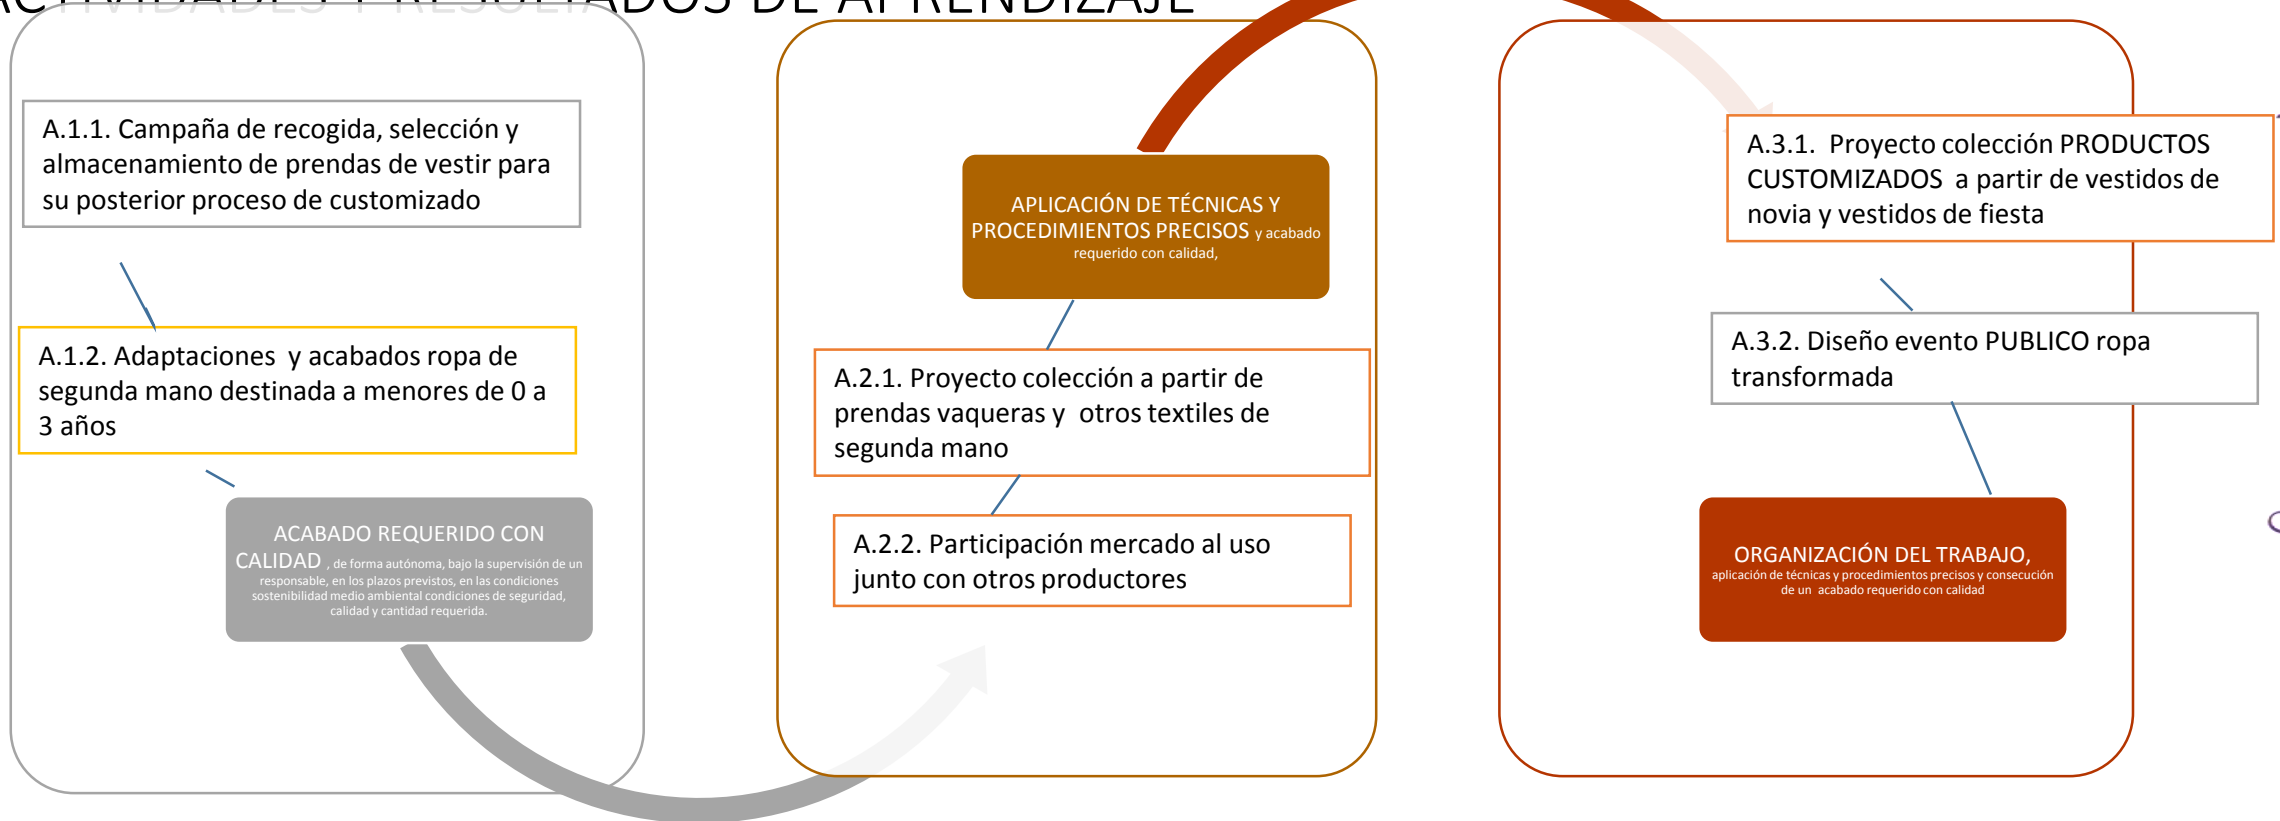 ACTIVIDADES Y RESULTADOS DE APRENDIZAJE
A.1.1. Campaña de recogida, selección y
almacenamiento de prendas de vestir para
su posterior proceso de customizado
A.1.2. Adaptaciones y acabados ropa de
segunda mano destinada a menores de 0 a
3 años
ACABADO REQUERIDO CON
CALIDAD , de forma autónoma, bajo la supervisión de un
responsable, en los plazos previstos, en las condiciones
sostenibilidad medio ambiental condiciones de seguridad,
calidad y cantidad requerida.
APLICACIÓN DE TÉCNICAS Y
PROCEDIMIENTOS PRECISOS y acabado
requerido con calidad,
A.2.1. Proyecto colección a partir de
prendas vaqueras y otros textiles de
segunda mano
A.2.2. Participación mercado al uso
junto con otros productores
A.3.1. Proyecto colección PRODUCTOS
CUSTOMIZADOS a partir de vestidos de
novia y vestidos de fiesta
A.3.2. Diseño evento PUBLICO ropa
transformada
ORGANIZACIÓN DEL TRABAJO,
aplicación de técnicas y procedimientos precisos y consecución
de un acabado requerido con calidad